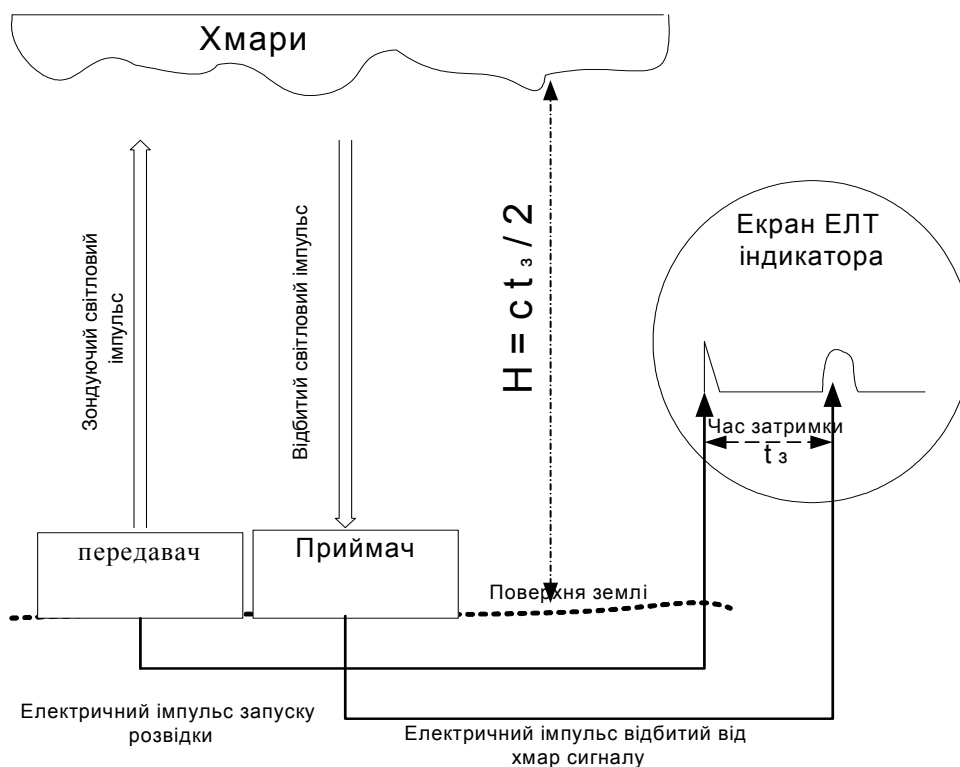 Хмари
Зондуючий світловий
імпульс
Відбитий світловий імпульс
H = c t з / 2
Екран ЕЛТ
індикатора
Час затримки
t з
передавач
Приймач
Поверхня землі
Електричний імпульс запуску
розвідки
Електричний імпульс відбитий від
хмар сигналу